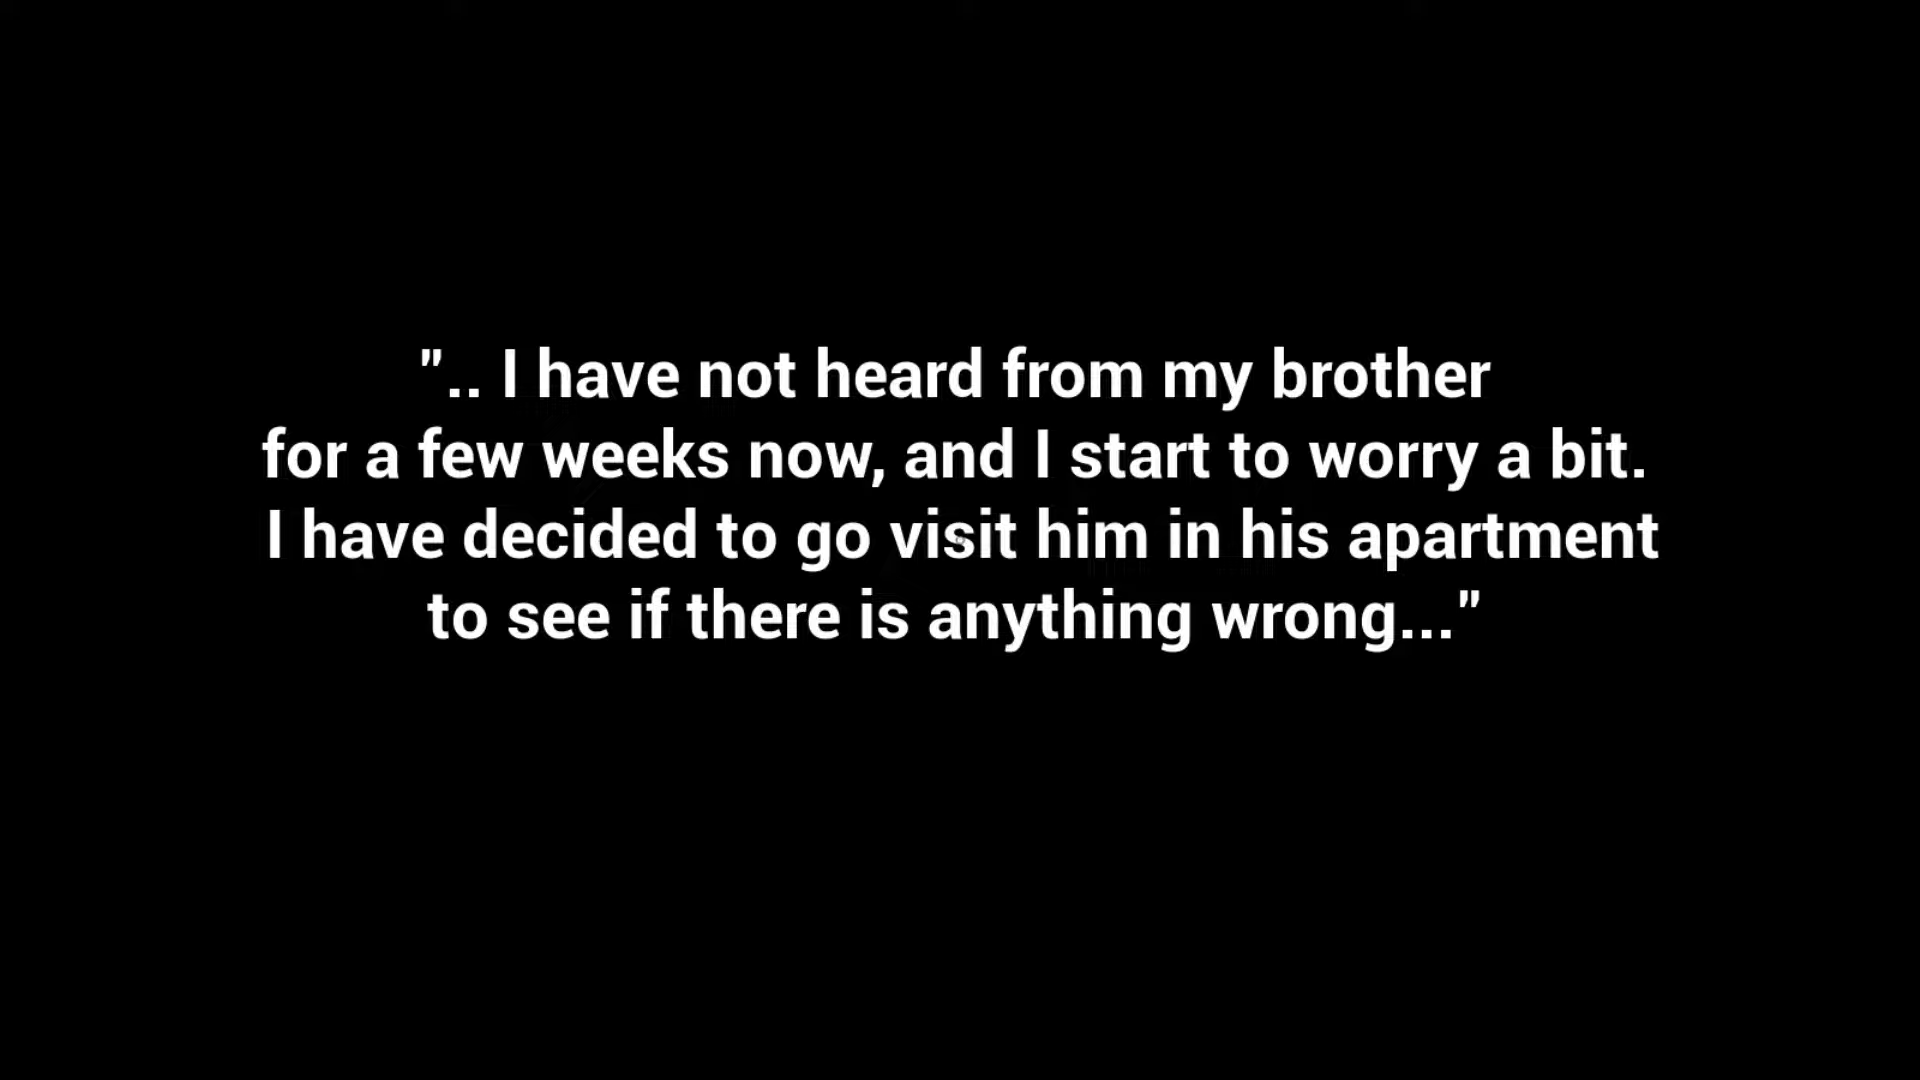 ".. I have not heard from my brother
for a few weeks now, and I start to worry a bit.
I have decided to go visit him in his apartment
to see if there is anything wrong..."